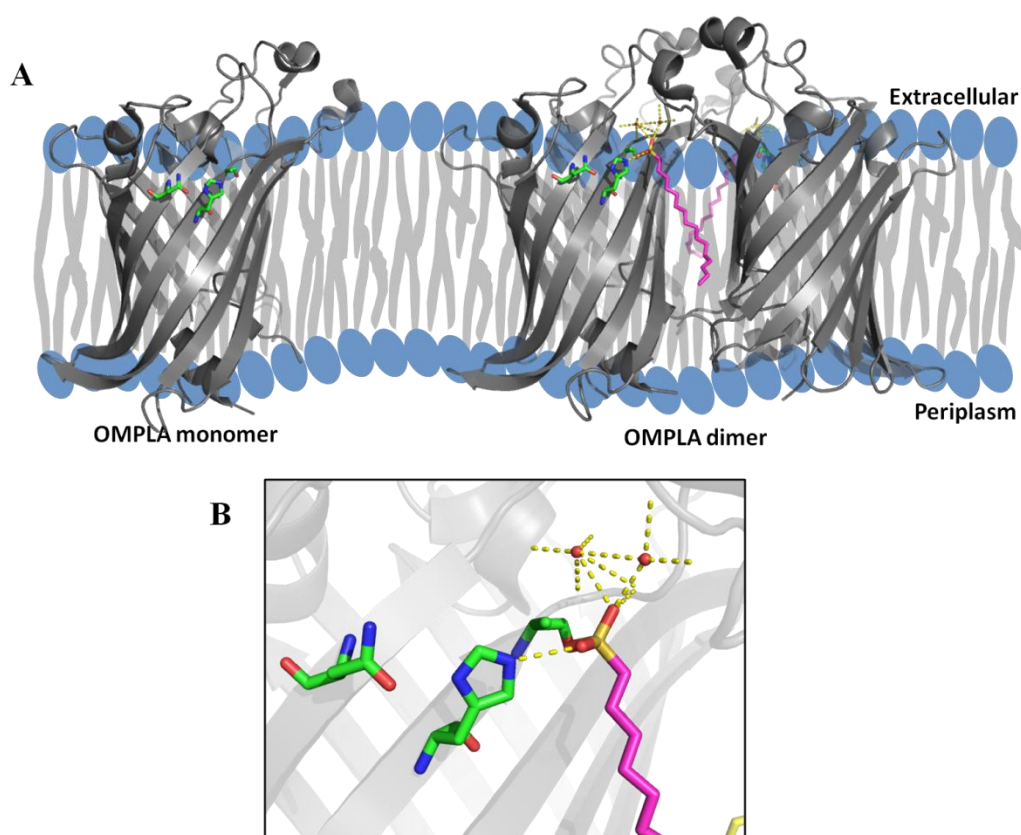 A
Extracellular
Periplasm
OMPLA monomer
OMPLA dimer
B